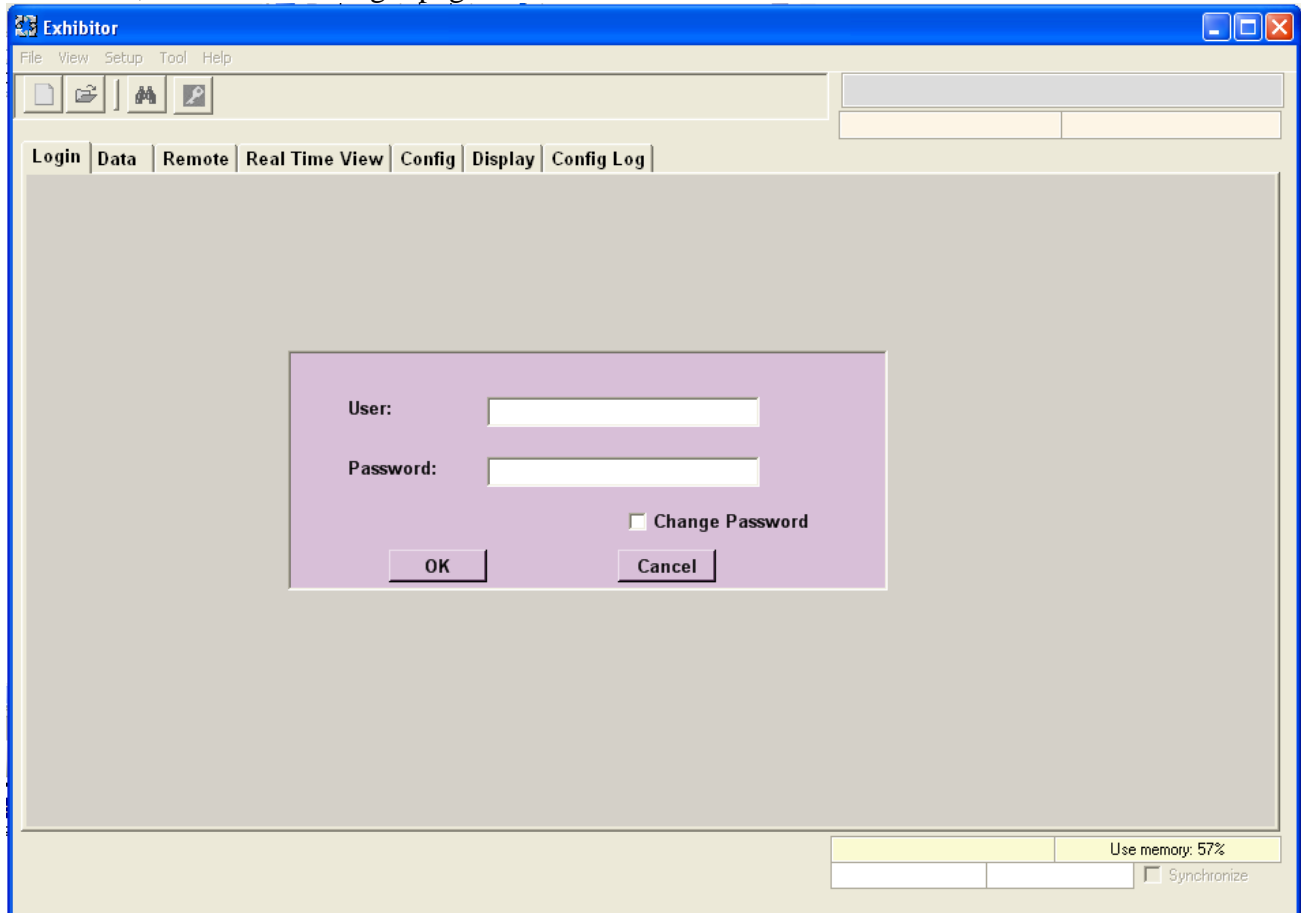 Exhibitor
File View Setup Tool Help
Login Data Remote Real Time View Config Display Config Log
User:
Password:
Change Password
OK Cancel
Use memory: 57%
Synchronize